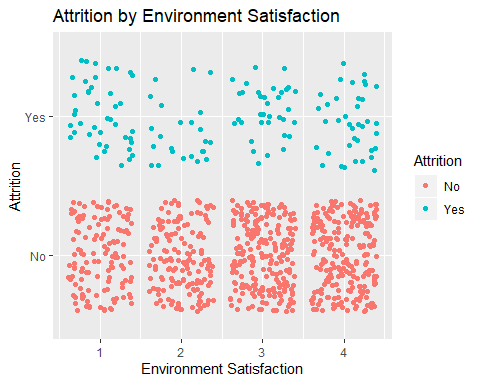 Attrition by Environment Satisfaction
Yes
No
Attrition
1 2 3 4
Environment Satisfaction
Attrition
No
Yes